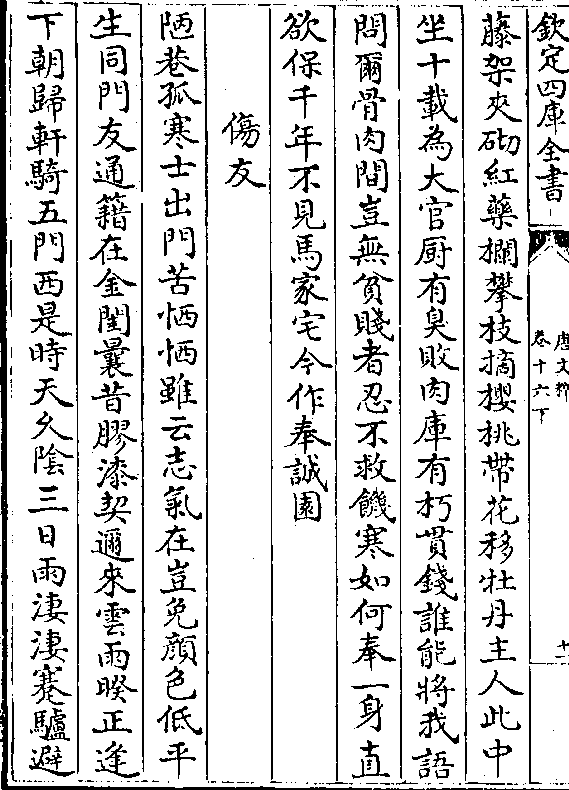 欽定四庫全書
唐文粹
卷十六下
十一
藤架夾砌紅藥欄攀枝摘櫻桃帶花移牡丹主人此中
坐十載為大官厨有臭敗肉庫有朽貫錢誰能將我語
問爾骨肉間豈無貧賤者忍不救饑寒如何奉一身直
欲保千年不見馬家宅今作奉誠園
傷友
陋巷孤寒士出門苦恓恓雖云志氣在豈免顔色低平
生同門友通籍在金閨曩昔膠漆契邇來雲雨暌正逢
下朝歸軒騎五門西是時天久陰三日雨淒淒蹇驢避